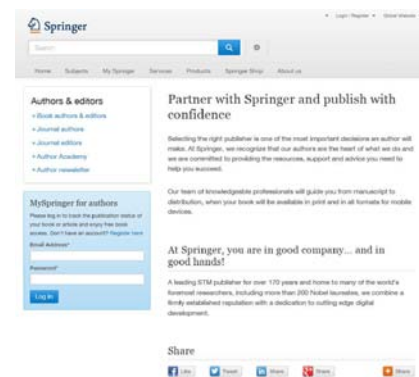 Login / Register
Global Website
Springer
Search
Home Subjects My Springer Services Products Springer Shop About us
Authors & editors
» Book authors & editors
» Journal authors
» Journal editors
» Author Academy
» Author newsletter
MySpringer for authors
Please log in to track the publication status of
your book or article and enjoy free book
access. Don't have an account? Register here
Email Address*
Password*
Log in
Partner with Springer and publish with
confidence
Selecting the right publisher is one of the most important decisions an author will
make. At Springer, we recognize that our authors are the heart of what we do and
we are committed to providing the resources, support and advice you need to
help you succeed.
Our team of knowledgeable professionals will guide you from manuscript to
distribution, when your book will be available in print and in all formats for mobile
devices.
At Springer, you are in good company... and in
good hands!
A leading STM publisher for over 170 years and home to many of the world's
foremost researchers, including more than 200 Nobel laureates, we combine a
firmly established reputation with a dedication to cutting edge digital
development.
Share
Like Tweet Share Share Share